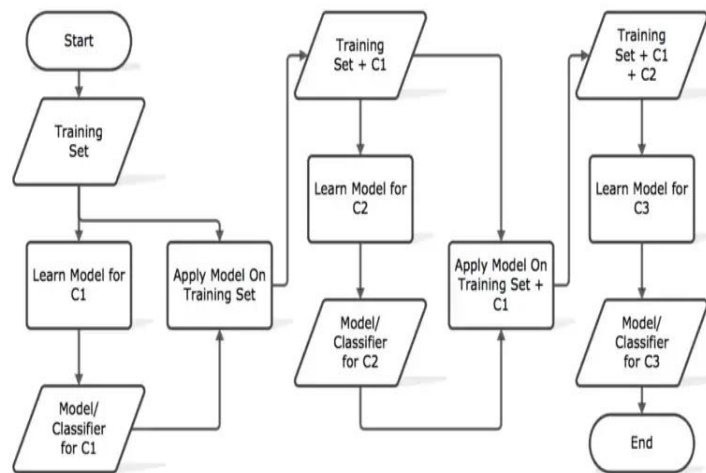 Start
Training
Set
Learn Model for
C1
Model/
Classifier
for C1
Apply Model On
Training Set
Training
Set + C1
Learn Model for
C2
Model/
Classifier
for C2
Apply Model On
Training Set +
C1
Training
Set + C1
+ C2
Learn Model for
C3
Model/
Classifier
for C3
End